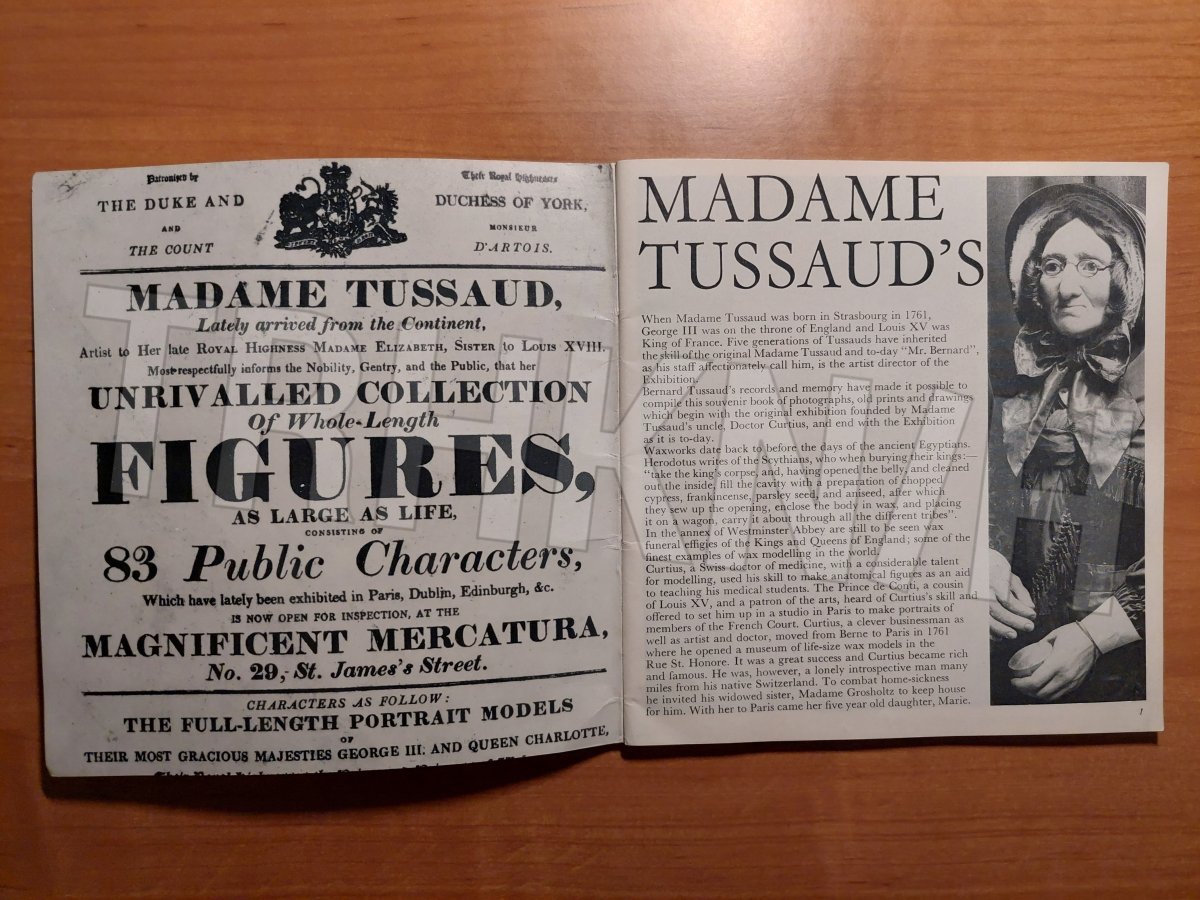 Patronised by
Their Royal Highnesses
THE DUKE AND
DUCHESS OF YORK,
AND
MONSIEUR
THE COUNT
D'ARTOIS.
MADAME TUSSAUD,
Lately arrived from the Continent,
Artist to Her late ROYAL HIGHNESS MADAME ELIZABETH, SISTER to LOUIS XVIII.
Most respectfully informs the Nobility, Gentry, and the Public, that her
UNRIVALLED COLLECTION
Of Whole-Length
FIGURES,
AS LARGE AS LIFE,
CONSISTING OF
83 Public Characters,
Which have lately been exhibited in Paris, Dublin, Edinburgh, &c.
IS NOW OPEN FOR INSPECTION, AT THE
MAGNIFICENT MERCATURA,
No. 29, St. James's Street.
CHARACTERS AS FOLLOW:
THE FULL-LENGTH PORTRAIT MODELS
OF
THEIR MOST GRACIOUS MAJESTIES GEORGE III. AND QUEEN CHARLOTTE,
MADAME
TUSSAUD'S
When Madame Tussaud was born in Strasbourg in 1761,
George III was on the throne of England and Louis XV was
King of France. Five generations of Tussauds have inherited
the skill of the original Madame Tussaud and to-day "Mr. Bernard",
as his staff affectionately call him, is the artist director of the
Exhibition.
Bernard Tussaud's records and memory have made it possible to
compile this souvenir book of photographs, old prints and drawings
which begin with the original exhibition founded by Madame
Tussaud's uncle, Doctor Curtius, and end with the Exhibition
as it is to-day.
Waxworks date back to before the days of the ancient Egyptians.
Herodotus writes of the Scythians, who when burying their kings:—
"take the king's corpse, and, having opened the belly, and cleaned
out the inside, fill the cavity with a preparation of chopped
cypress, frankincense, parsley seed, and aniseed, after which
they sew up the opening, enclose the body in wax, and placing
it on a wagon, carry it about through all the different tribes".
In the annex of Westminster Abbey are still to be seen wax
funeral effigies of the Kings and Queens of England; some of the
finest examples of wax modelling in the world.
Curtius, a Swiss doctor of medicine, with a considerable talent
for modelling, used his skill to make anatomical figures as an aid
to teaching his medical students. The Prince de Conti, a cousin
of Louis XV, and a patron of the arts, heard of Curtius's skill and
offered to set him up in a studio in Paris to make portraits of
members of the French Court. Curtius, a clever businessman as
well as artist and doctor, moved from Berne to Paris in 1761
where he opened a museum of life-size wax models in the
Rue St. Honore. It was a great success and Curtius became rich
and famous. He was, however, a lonely introspective man many
miles from his native Switzerland. To combat home-sickness
he invited his widowed sister, Madame Grosholtz to keep house
for him. With her to Paris came her five year old daughter, Marie.
1